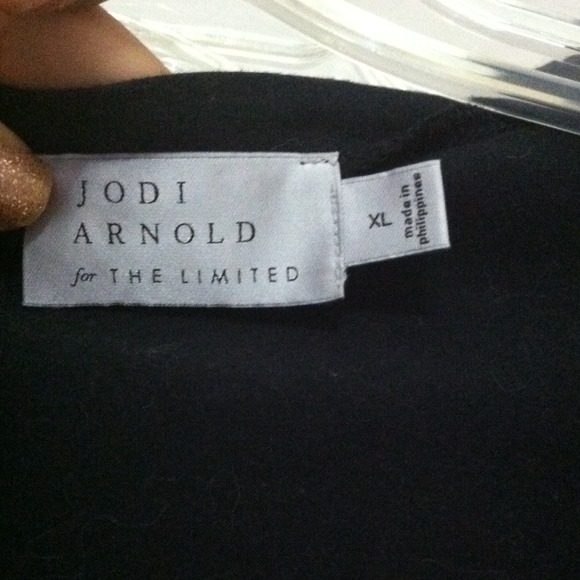 JODI
ARNOLD
for THE LIMITED
XL
made in
philippines